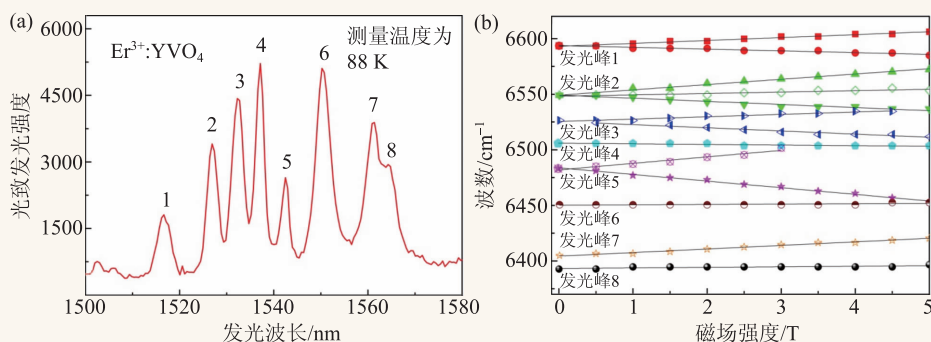 (a)
6000
4500
3000
1500
光致发光强度
Er³⁺:YVO₄
测量温度为
88 K
1
2
3
4
5
6
7
8
1500
1520
1540
1560
1580
发光波长/nm
(b)
6600
6550
6500
6450
6400
波数/cm⁻¹
发光峰1
发光峰2
发光峰3
发光峰4
发光峰5
发光峰6
发光峰7
发光峰8
0
1
2
3
4
5
磁场强度/T